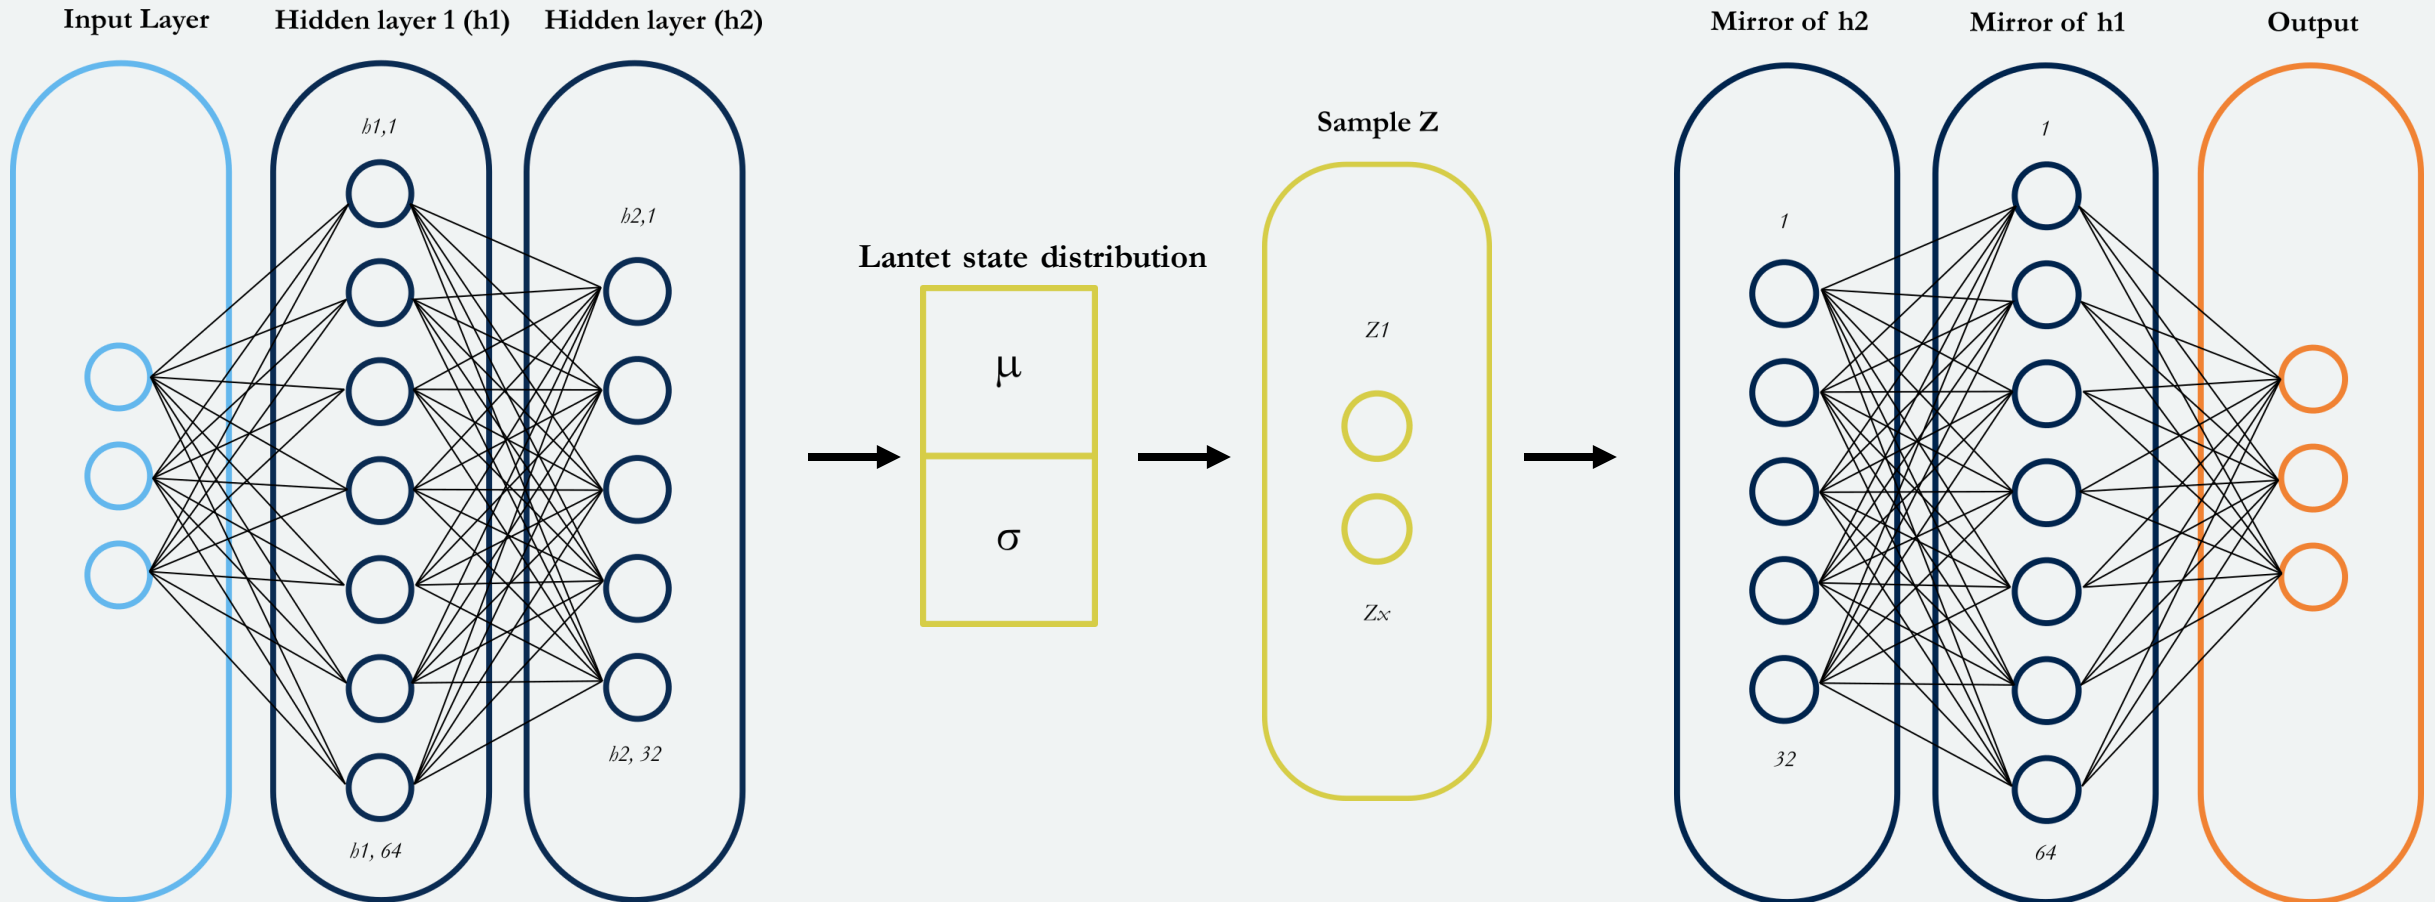 Input Layer
Hidden layer 1 (h1)
Hidden layer (h2)
Mirror of h2
Mirror of h1
Output
h1,1
h2,1
h2, 32
h1, 64
Lantet state distribution
μ
σ
Sample Z
Z1
Zx
1
32
1
64